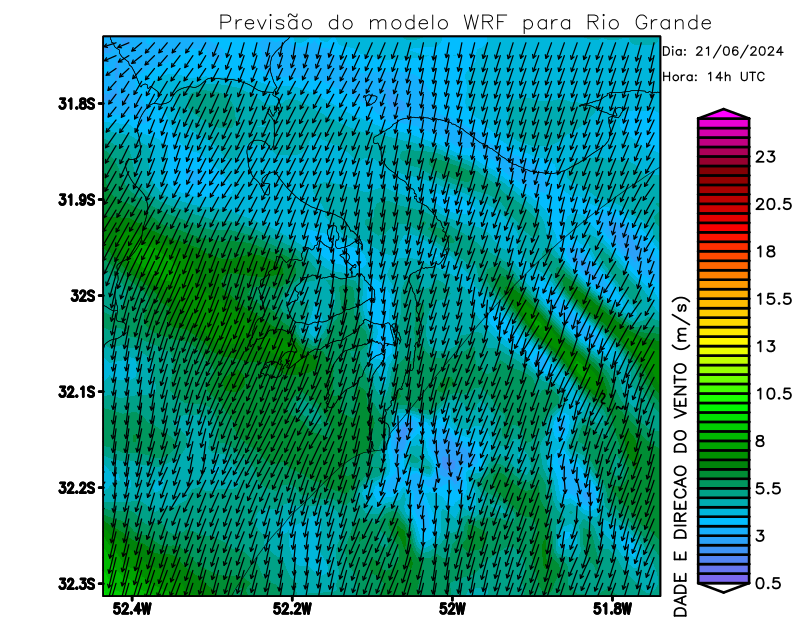 Previsão do modelo WRF para Rio Grande
Dia: 21/06/2024
Hora: 14h UTC
31.8S
31.9S
32S
32.1S
32.2S
32.3S
52.4W
52.2W
52W
51.8W
23
20.5
18
15.5
13
10.5
8
5.5
3
0.5
DADE E DIRECAO DO VENTO (m/s)